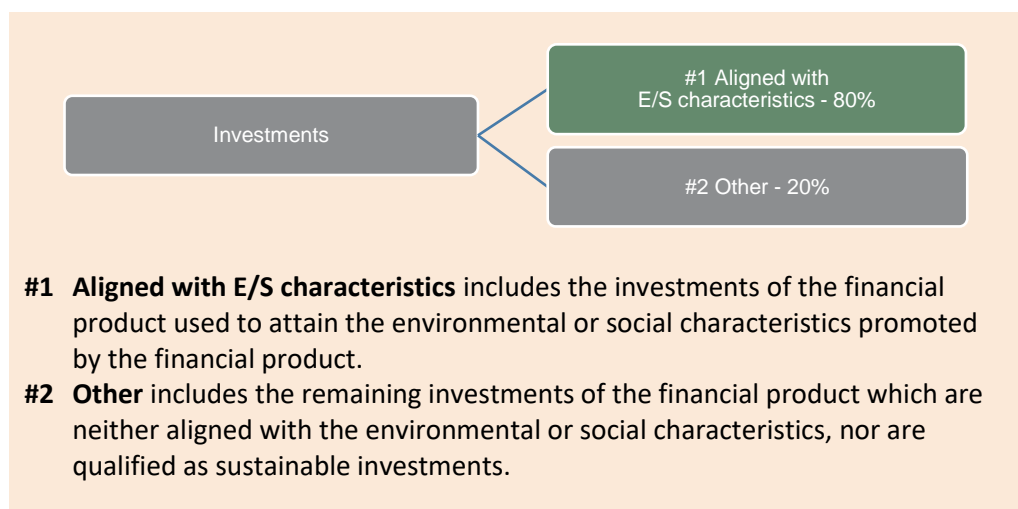 #1 Aligned with
E/S characteristics - 80%
Investments
#2 Other - 20%
#1 Aligned with E/S characteristics includes the investments of the financial
product used to attain the environmental or social characteristics promoted
by the financial product.
#2 Other includes the remaining investments of the financial product which are
neither aligned with the environmental or social characteristics, nor are
qualified as sustainable investments.